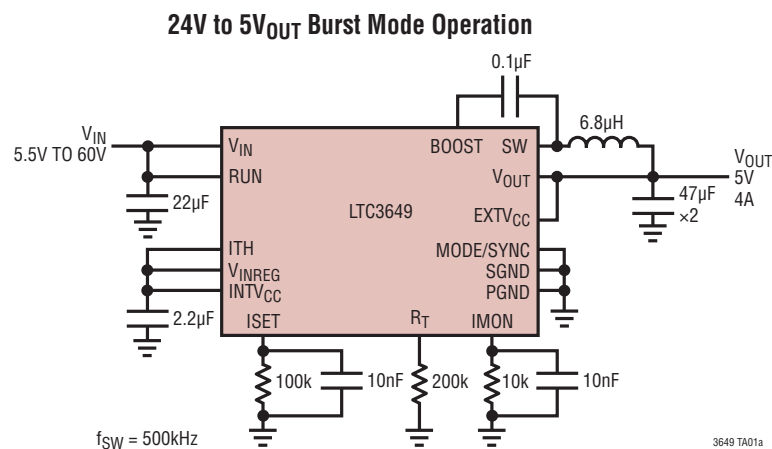 24V to 5VOUT Burst Mode Operation
0.1µF
6.8µH
VIN
5.5V TO 60V
VIN
BOOST
SW
RUN
VOUT
VOUT
5V
4A
22µF
LTC3649
EXTVCC
47µF
×2
ITH
MODE/SYNC
VINREG
SGND
INTVCC
PGND
2.2µF
ISET
RT
IMON
100k
10nF
200k
10k
10nF
fSW = 500kHz
3649 TA01a